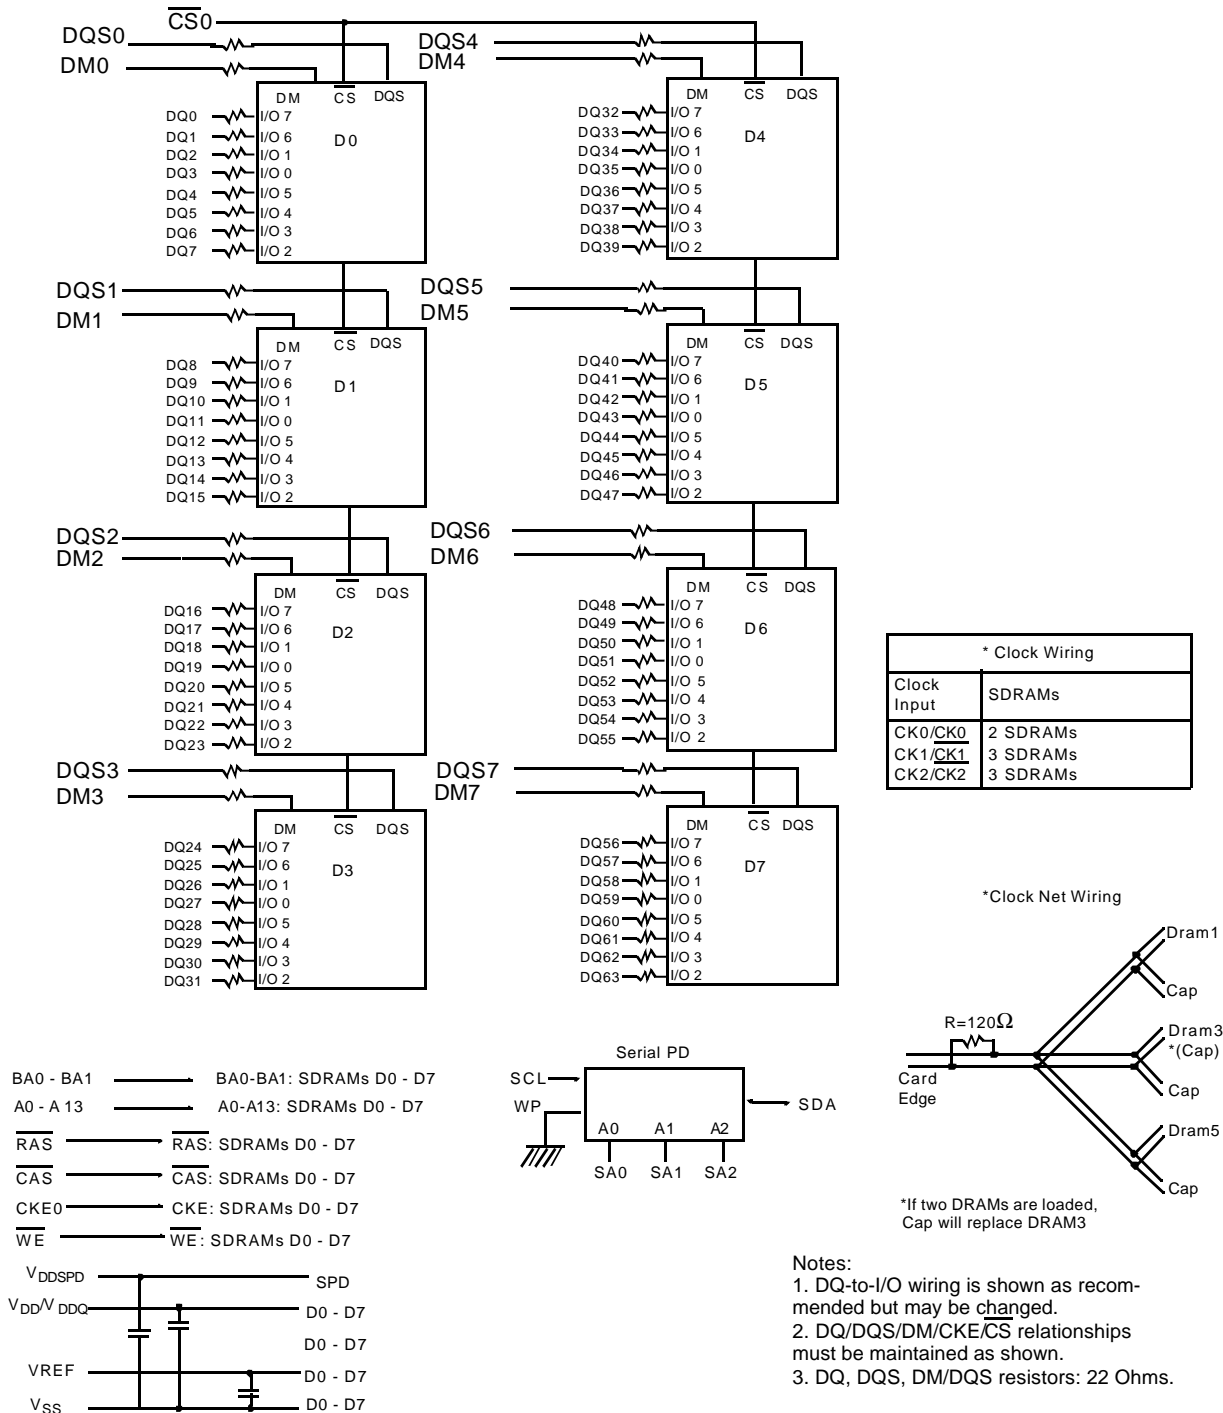 CS0
DQS0
DM0
DM CS DQS
D0
DQ0 I/O 7
DQ1 I/O 6
DQ2 I/O 1
DQ3 I/O 0
DQ4 I/O 5
DQ5 I/O 4
DQ6 I/O 3
DQ7 I/O 2
DQS4
DM4
DM CS DQS
D4
DQ32 I/O 7
DQ33 I/O 6
DQ34 I/O 1
DQ35 I/O 0
DQ36 I/O 5
DQ37 I/O 4
DQ38 I/O 3
DQ39 I/O 2
DQS1
DM1
DM CS DQS
D1
DQ8 I/O 7
DQ9 I/O 6
DQ10 I/O 1
DQ11 I/O 0
DQ12 I/O 5
DQ13 I/O 4
DQ14 I/O 3
DQ15 I/O 2
DQS5
DM5
DM CS DQS
D5
DQ40 I/O 7
DQ41 I/O 6
DQ42 I/O 1
DQ43 I/O 0
DQ44 I/O 5
DQ45 I/O 4
DQ46 I/O 3
DQ47 I/O 2
DQS2
DM2
DM CS DQS
D2
DQ16 I/O 7
DQ17 I/O 6
DQ18 I/O 1
DQ19 I/O 0
DQ20 I/O 5
DQ21 I/O 4
DQ22 I/O 3
DQ23 I/O 2
DQS6
DM6
DM CS DQS
D6
DQ48 I/O 7
DQ49 I/O 6
DQ50 I/O 1
DQ51 I/O 0
DQ52 I/O 5
DQ53 I/O 4
DQ54 I/O 3
DQ55 I/O 2
DQS3
DM3
DM CS DQS
D3
DQ24 I/O 7
DQ25 I/O 6
DQ26 I/O 1
DQ27 I/O 0
DQ28 I/O 5
DQ29 I/O 4
DQ30 I/O 3
DQ31 I/O 2
DQS7
DM7
DM CS DQS
D7
DQ56 I/O 7
DQ57 I/O 6
DQ58 I/O 1
DQ59 I/O 0
DQ60 I/O 5
DQ61 I/O 4
DQ62 I/O 3
DQ63 I/O 2
* Clock Wiring
Clock
Input
SDRAMs
CK0/CK0 2 SDRAMs
CK1/CK1 3 SDRAMs
CK2/CK2 3 SDRAMs
*Clock Net Wiring
Dram1
Cap
R=120Ω
Dram3
*(Cap)
Card
Edge
Cap
Dram5
Cap
*If two DRAMs are loaded,
Cap will replace DRAM3
BA0 - BA1 BA0-BA1: SDRAMs D0 - D7
A0 - A13 A0-A13: SDRAMs D0 - D7
RAS RAS: SDRAMs D0 - D7
CAS CAS: SDRAMs D0 - D7
CKE0 CKE: SDRAMs D0 - D7
WE WE: SDRAMs D0 - D7
Serial PD
SCL
WP
SDA
A0 A1 A2
SA0 SA1 SA2
VDDSPD SPD
VDD/VDDQ D0 - D7
D0 - D7
VREF D0 - D7
VSS D0 - D7
Notes:
1. DQ-to-I/O wiring is shown as recom-
mended but may be changed.
2. DQ/DQS/DM/CKE/CS relationships
must be maintained as shown.
3. DQ, DQS, DM/DQS resistors: 22 Ohms.